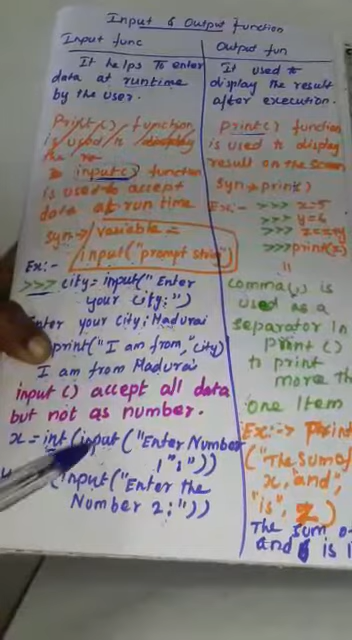 Input & Output function
Input func
It helps to enter
data at runtime
by the user.
Print() function
is used to display
the re
input() function
is used to accept
data at run time
Syn → variable =
input("prompt string")
Ex:-
>>> city=input("Enter
your City:")
Enter your City: Madurai
print("I am from", city)
I am from Madurai
input() accept all data
but not as number.
x = int (input ("Enter Number
1":"))
(input("Enter the
Number 2:"))
Output fun
It used to
display the result
after execution.
print() function
is used to display
result on the screen
Syn → print()
Ex:- >>> x=5
>>> y=6
>>> z=x+y
>>> print(z)
11
comma(,) is
used as a
separator in
print ()
to print
more than
one item
Ex:-> print
("The sum of
x, and",
"is", z)
The sum o
and 6 is 1